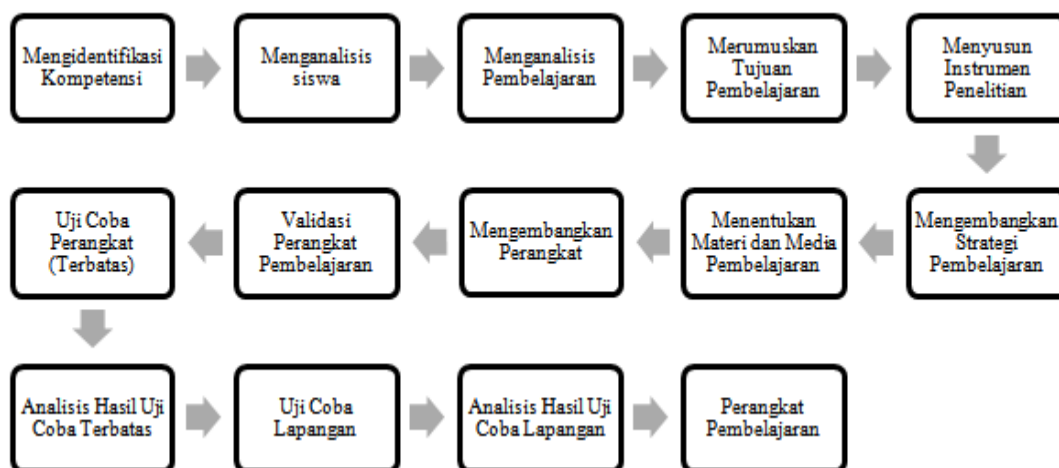 Mengidentifikasi
Kompetensi
Menganalisis
siswa
Menganalisis
Pembelajaran
Merumuskan
Tujuan
Pembelajaran
Menyusun
Instrumen
Penelitian
Mengembangkan
Strategi
Pembelajaran
Menentukan
Materi dan Media
Pembelajaran
Mengembangkan
Perangkat
Validasi
Perangkat
Pembelajaran
Uji Coba
Perangkat
(Terbatas)
Analisis Hasil Uji
Coba Terbatas
Uji Coba
Lapangan
Analisis Hasil Uji
Coba Lapangan
Perangkat
Pembelajaran